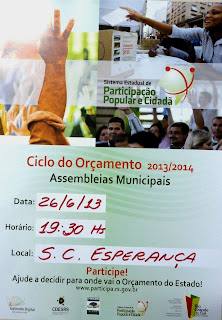 Sistema Estadual de
Participação
Popular e Cidadã
Ciclo do Orçamento 2013/2014
Assembleias Municipais
Data: 26/6/13
Horário: 19:30 Hs
Local: S.C. ESPERANÇA
Participe!
Ajude a decidir para onde vai o Orçamento do Estado!
www.participa.rs.gov.br